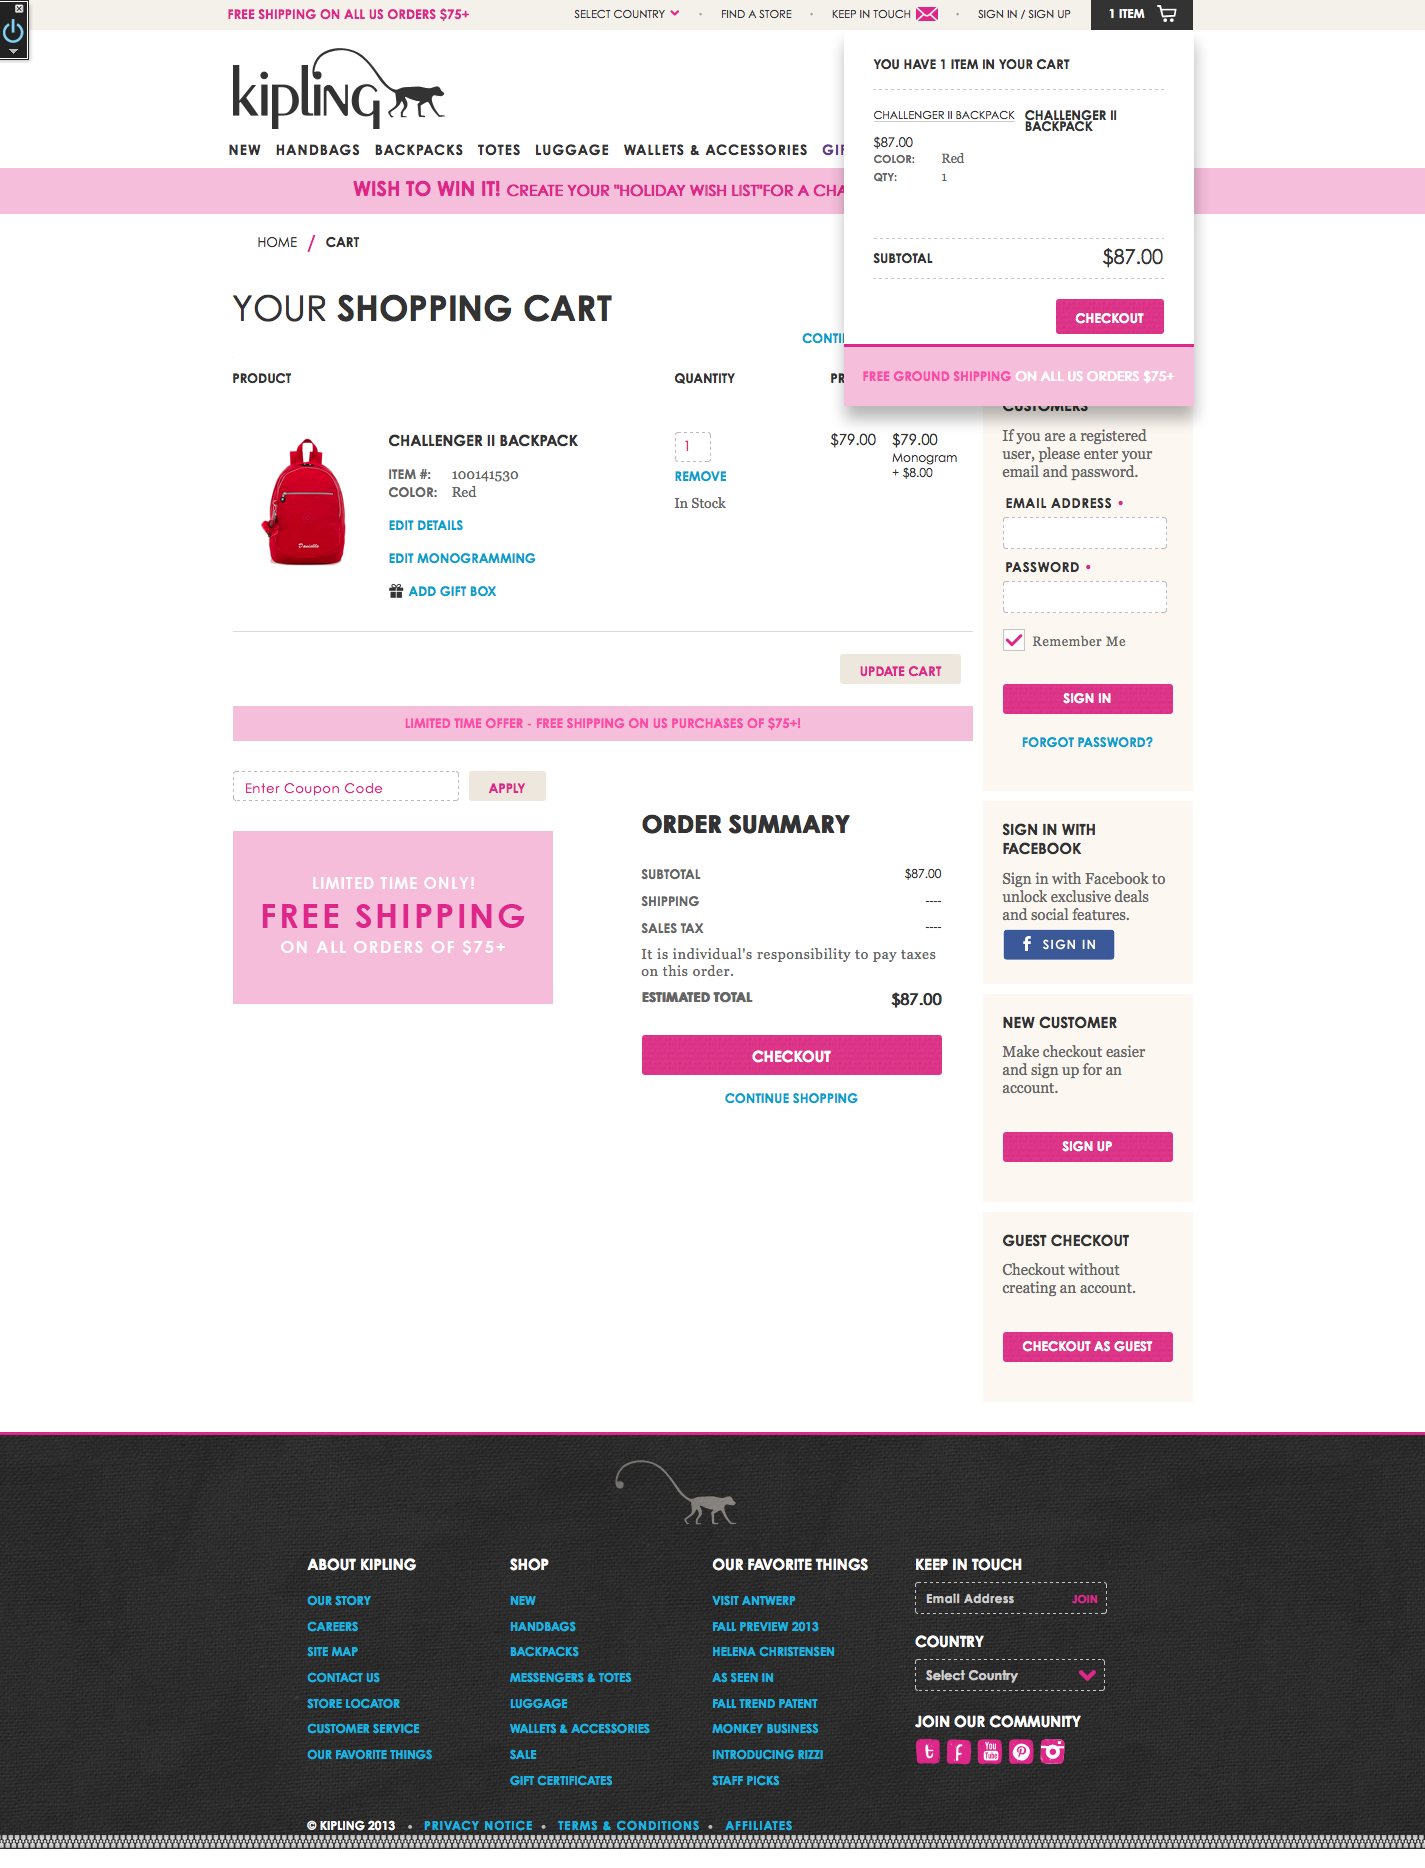 FREE SHIPPING ON ALL US ORDERS $75+
SELECT COUNTRY • FIND A STORE • KEEP IN TOUCH • SIGN IN / SIGN UP
1 ITEM
kipling
NEW HANDBAGS BACKPACKS TOTES LUGGAGE WALLETS & ACCESSORIES
WISH TO WIN IT! CREATE YOUR "HOLIDAY WISH LIST"FOR A
YOU HAVE 1 ITEM IN YOUR CART
CHALLENGER II BACKPACK
CHALLENGER II
BACKPACK
$87.00
COLOR: Red
QTY: 1
SUBTOTAL $87.00
CHECKOUT
FREE GROUND SHIPPING ON ALL US ORDERS $75+
HOME / CART
YOUR SHOPPING CART
PRODUCT QUANTITY
CHALLENGER II BACKPACK
ITEM #: 100141530
COLOR: Red
EDIT DETAILS
EDIT MONOGRAMMING
ADD GIFT BOX
Danielle
1
REMOVE
In Stock
$79.00 $79.00
Monogram
+ $8.00
UPDATE CART
LIMITED TIME OFFER - FREE SHIPPING ON US PURCHASES OF $75+!
Enter Coupon Code APPLY
LIMITED TIME ONLY!
FREE SHIPPING
ON ALL ORDERS OF $75+
ORDER SUMMARY
SUBTOTAL $87.00
SHIPPING ----
SALES TAX ----
It is individual's responsibility to pay taxes
on this order.
ESTIMATED TOTAL $87.00
CHECKOUT
CONTINUE SHOPPING
CUSTOMERS
If you are a registered
user, please enter your
email and password.
EMAIL ADDRESS •
PASSWORD •
Remember Me
SIGN IN
FORGOT PASSWORD?
SIGN IN WITH
FACEBOOK
Sign in with Facebook to
unlock exclusive deals
and social features.
f SIGN IN
NEW CUSTOMER
Make checkout easier
and sign up for an
account.
SIGN UP
GUEST CHECKOUT
Checkout without
creating an account.
CHECKOUT AS GUEST
ABOUT KIPLING
OUR STORY
CAREERS
SITE MAP
CONTACT US
STORE LOCATOR
CUSTOMER SERVICE
OUR FAVORITE THINGS
SHOP
NEW
HANDBAGS
BACKPACKS
MESSENGERS & TOTES
LUGGAGE
WALLETS & ACCESSORIES
SALE
GIFT CERTIFICATES
OUR FAVORITE THINGS
VISIT ANTWERP
FALL PREVIEW 2013
HELENA CHRISTENSEN
AS SEEN IN
FALL TREND PATENT
MONKEY BUSINESS
INTRODUCING RIZZI
STAFF PICKS
KEEP IN TOUCH
Email Address JOIN
COUNTRY
Select Country
JOIN OUR COMMUNITY
You Tube
© KIPLING 2013 • PRIVACY NOTICE • TERMS & CONDITIONS • AFFILIATES